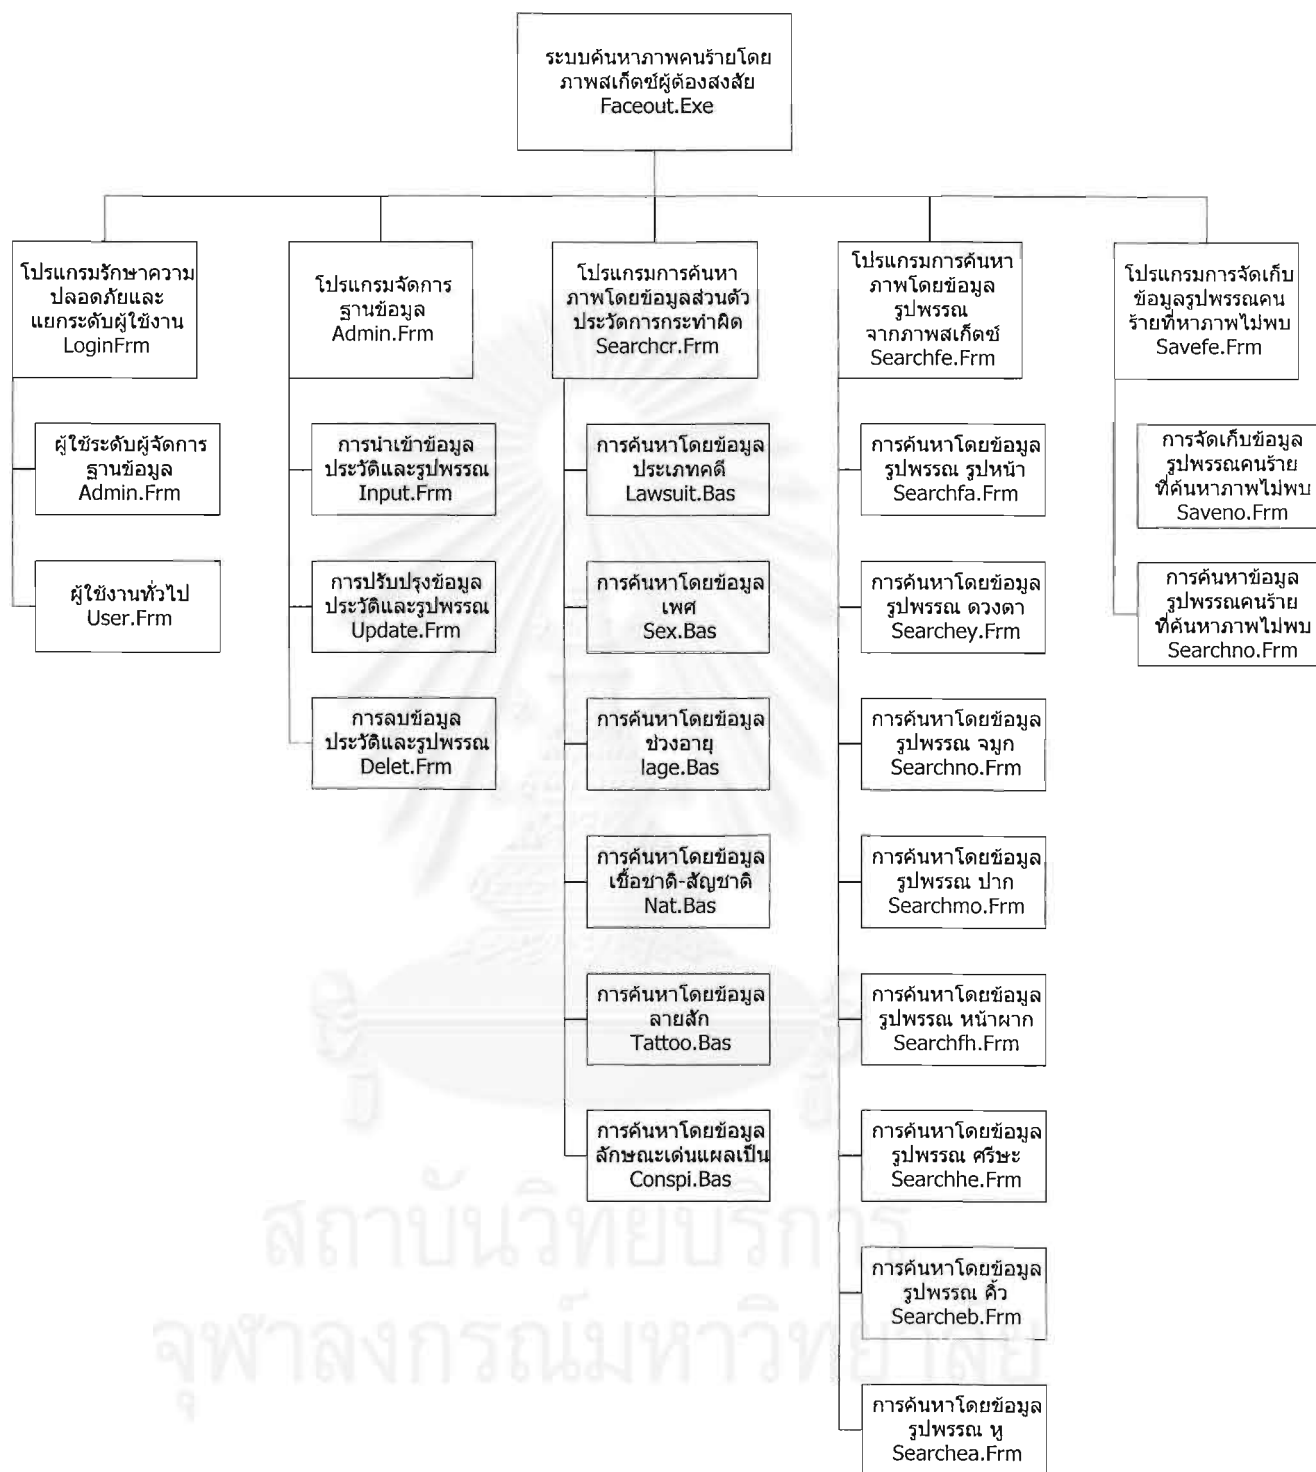 ระบบค้นหาภาพคนร้ายโดย
ภาพสเก็ตซ์ผู้ต้องสงสัย
Faceout.Exe
โปรแกรมรักษาความ
ปลอดภัยและ
แยกระดับผู้ใช้งาน
LoginFrm
ผู้ใช้ระดับผู้จัดการ
ฐานข้อมูล
Admin.Frm
ผู้ใช้งานทั่วไป
User.Frm
โปรแกรมจัดการ
ฐานข้อมูล
Admin.Frm
การนำเข้าข้อมูล
ประวัติและรูปพรรณ
Input.Frm
การปรับปรุงข้อมูล
ประวัติและรูปพรรณ
Update.Frm
การลบข้อมูล
ประวัติและรูปพรรณ
Delet.Frm
โปรแกรมการค้นหา
ภาพโดยข้อมูลส่วนตัว
ประวัตการกระทำผิด
Searchcr.Frm
การค้นหาโดยข้อมูล
ประเภทคดี
Lawsuit.Bas
การค้นหาโดยข้อมูล
เพศ
Sex.Bas
การค้นหาโดยข้อมูล
ช่วงอายุ
lage.Bas
การค้นหาโดยข้อมูล
เชื้อชาติ-สัญชาติ
Nat.Bas
การค้นหาโดยข้อมูล
ลายสัก
Tattoo.Bas
การค้นหาโดยข้อมูล
ลักษณะเด่นแผลเป็น
Conspi.Bas
โปรแกรมการค้นหา
ภาพโดยข้อมูล
รูปพรรณ
จากภาพสเก็ตซ์
Searchfe.Frm
การค้นหาโดยข้อมูล
รูปพรรณ รูปหน้า
Searchfa.Frm
การค้นหาโดยข้อมูล
รูปพรรณ ดวงตา
Searchey.Frm
การค้นหาโดยข้อมูล
รูปพรรณ จมูก
Searchno.Frm
การค้นหาโดยข้อมูล
รูปพรรณ ปาก
Searchmo.Frm
การค้นหาโดยข้อมูล
รูปพรรณ หน้าผาก
Searchfh.Frm
การค้นหาโดยข้อมูล
รูปพรรณ ศรีษะ
Searchhe.Frm
การค้นหาโดยข้อมูล
รูปพรรณ คิ้ว
Searcheb.Frm
การค้นหาโดยข้อมูล
รูปพรรณ หู
Searchea.Frm
โปรแกรมการจัดเก็บ
ข้อมูลรูปพรรณคน
ร้ายที่หาภาพไม่พบ
Savefe.Frm
การจัดเก็บข้อมูล
รูปพรรณคนร้าย
ที่ค้นหาภาพไม่พบ
Saveno.Frm
การค้นหาข้อมูล
รูปพรรณคนร้าย
ที่ค้นหาภาพไม่พบ
Searchno.Frm
สถาบันวิทยบริการ
จุฬาลงกรณ์มหาวิทยาลัย